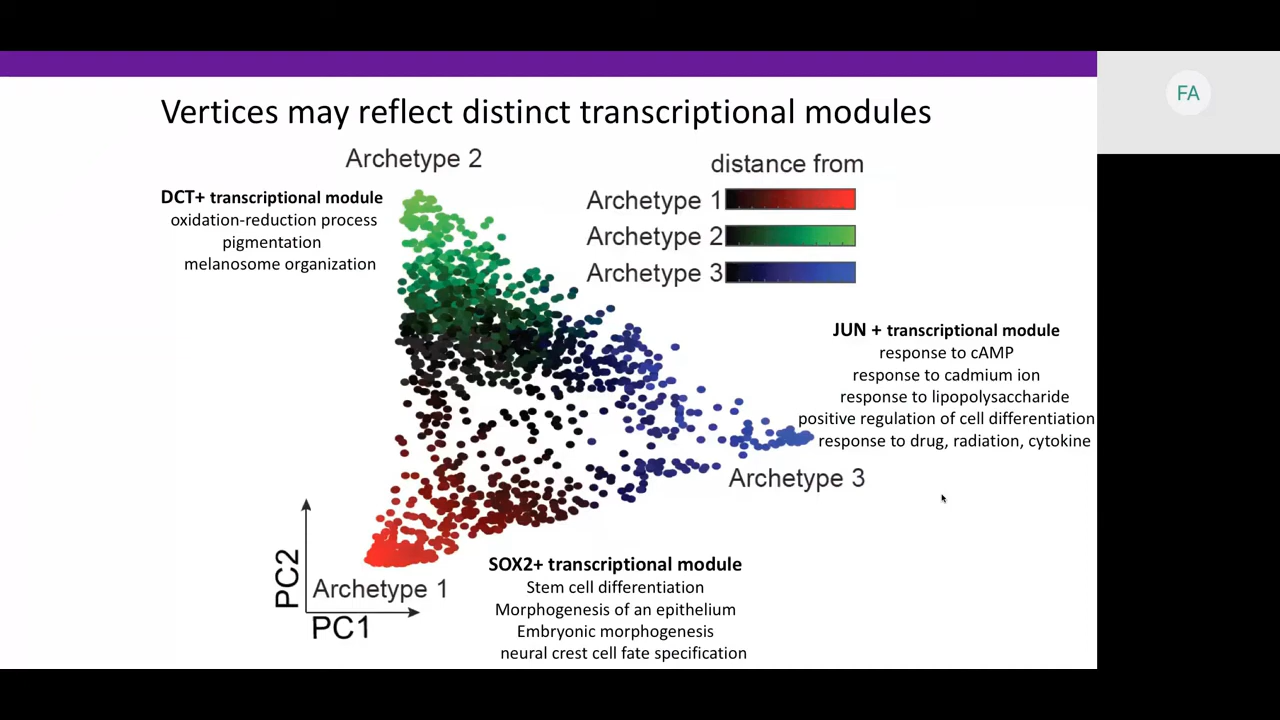 FA
Vertices may reflect distinct transcriptional modules
Archetype 2
DCT+ transcriptional module
oxidation-reduction process
pigmentation
melanosome organization
distance from
Archetype 1
Archetype 2
Archetype 3
JUN + transcriptional module
response to cAMP
response to cadmium ion
response to lipopolysaccharide
positive regulation of cell differentiation
response to drug, radiation, cytokine
Archetype 3
SOX2+ transcriptional module
Stem cell differentiation
Morphogenesis of an epithelium
Embryonic morphogenesis
neural crest cell fate specification
Archetype 1
PC2
PC1